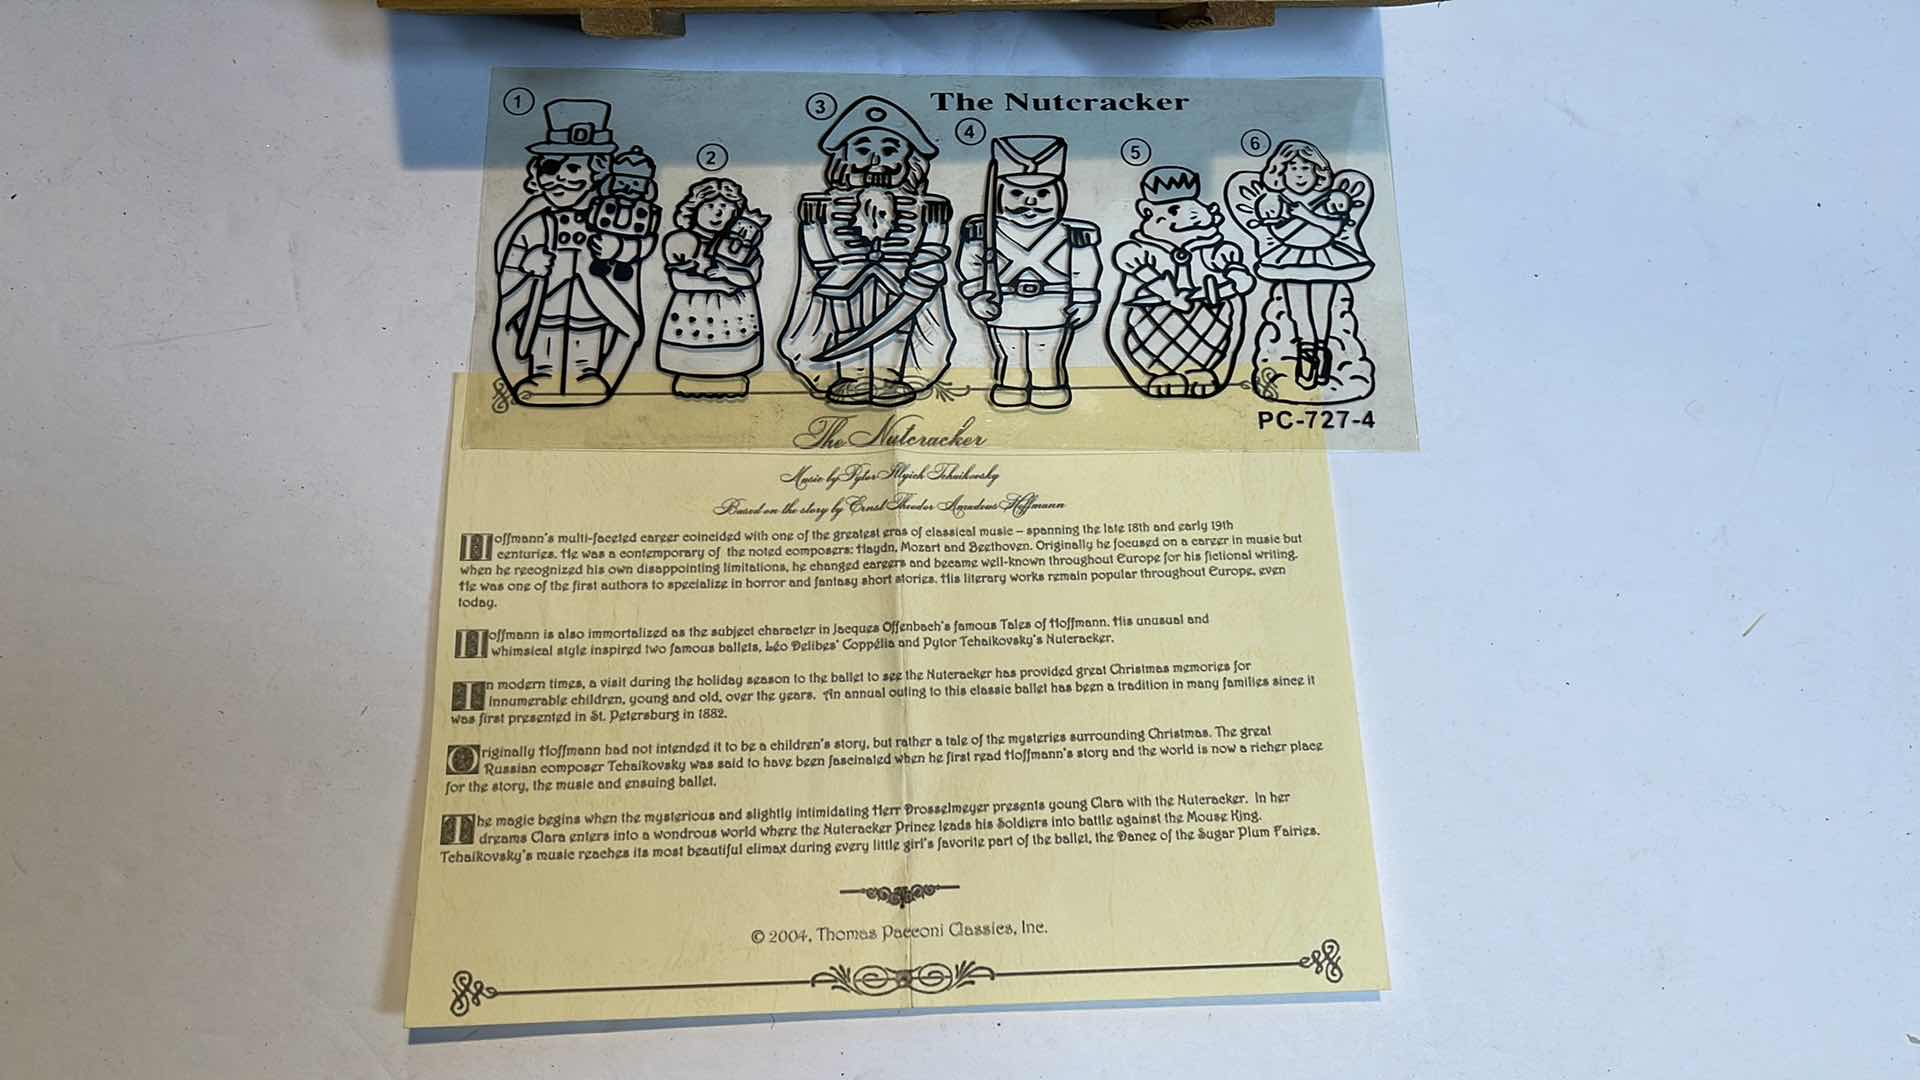 The Nutcracker
1
2
3
4
5
6
PC-727-4
The Nutcracker
Music by Pytor Illyich Tchaikovsky
Based on the story by Ernst Theodor Amadeus Hoffmann
Hoffmann's multi-faceted career coincided with one of the greatest eras of classical music – spanning the late 18th and early 19th
centuries. He was a contemporary of the noted composers: Haydn, Mozart and Beethoven. Originally he focused on a career in music but
when he recognized his own disappointing limitations, he changed careers and became well-known throughout Europe for his fictional writing.
He was one of the first authors to specialize in horror and fantasy short stories. His literary works remain popular throughout Europe, even
today.
Hoffmann is also immortalized as the subject character in Jacques Offenbach's famous Tales of Hoffmann. His unusual and
whimsical style inspired two famous ballets, Léo Delibes' Coppélia and Pytor Tchaikovsky's Nutcracker.
In modern times, a visit during the holiday season to the ballet to see the Nutcracker has provided great Christmas memories for
innumerable children, young and old, over the years. An annual outing to this classic ballet has been a tradition in many families since it
was first presented in St. Petersburg in 1882.
Originally Hoffmann had not intended it to be a children's story, but rather a tale of the mysteries surrounding Christmas. The great
Russian composer Tchaikovsky was said to have been fascinated when he first read Hoffmann's story and the world is now a richer place
for the story, the music and ensuing ballet.
The magic begins when the mysterious and slightly intimidating Herr Drosselmeyer presents young Clara with the Nutcracker. In her
dreams Clara enters into a wondrous world where the Nutcracker Prince leads his Soldiers into battle against the Mouse King.
Tchaikovsky's music reaches its most beautiful climax during every little girl's favorite part of the ballet, the Dance of the Sugar Plum Fairies.
© 2004, Thomas Pacconi Classics, Inc.